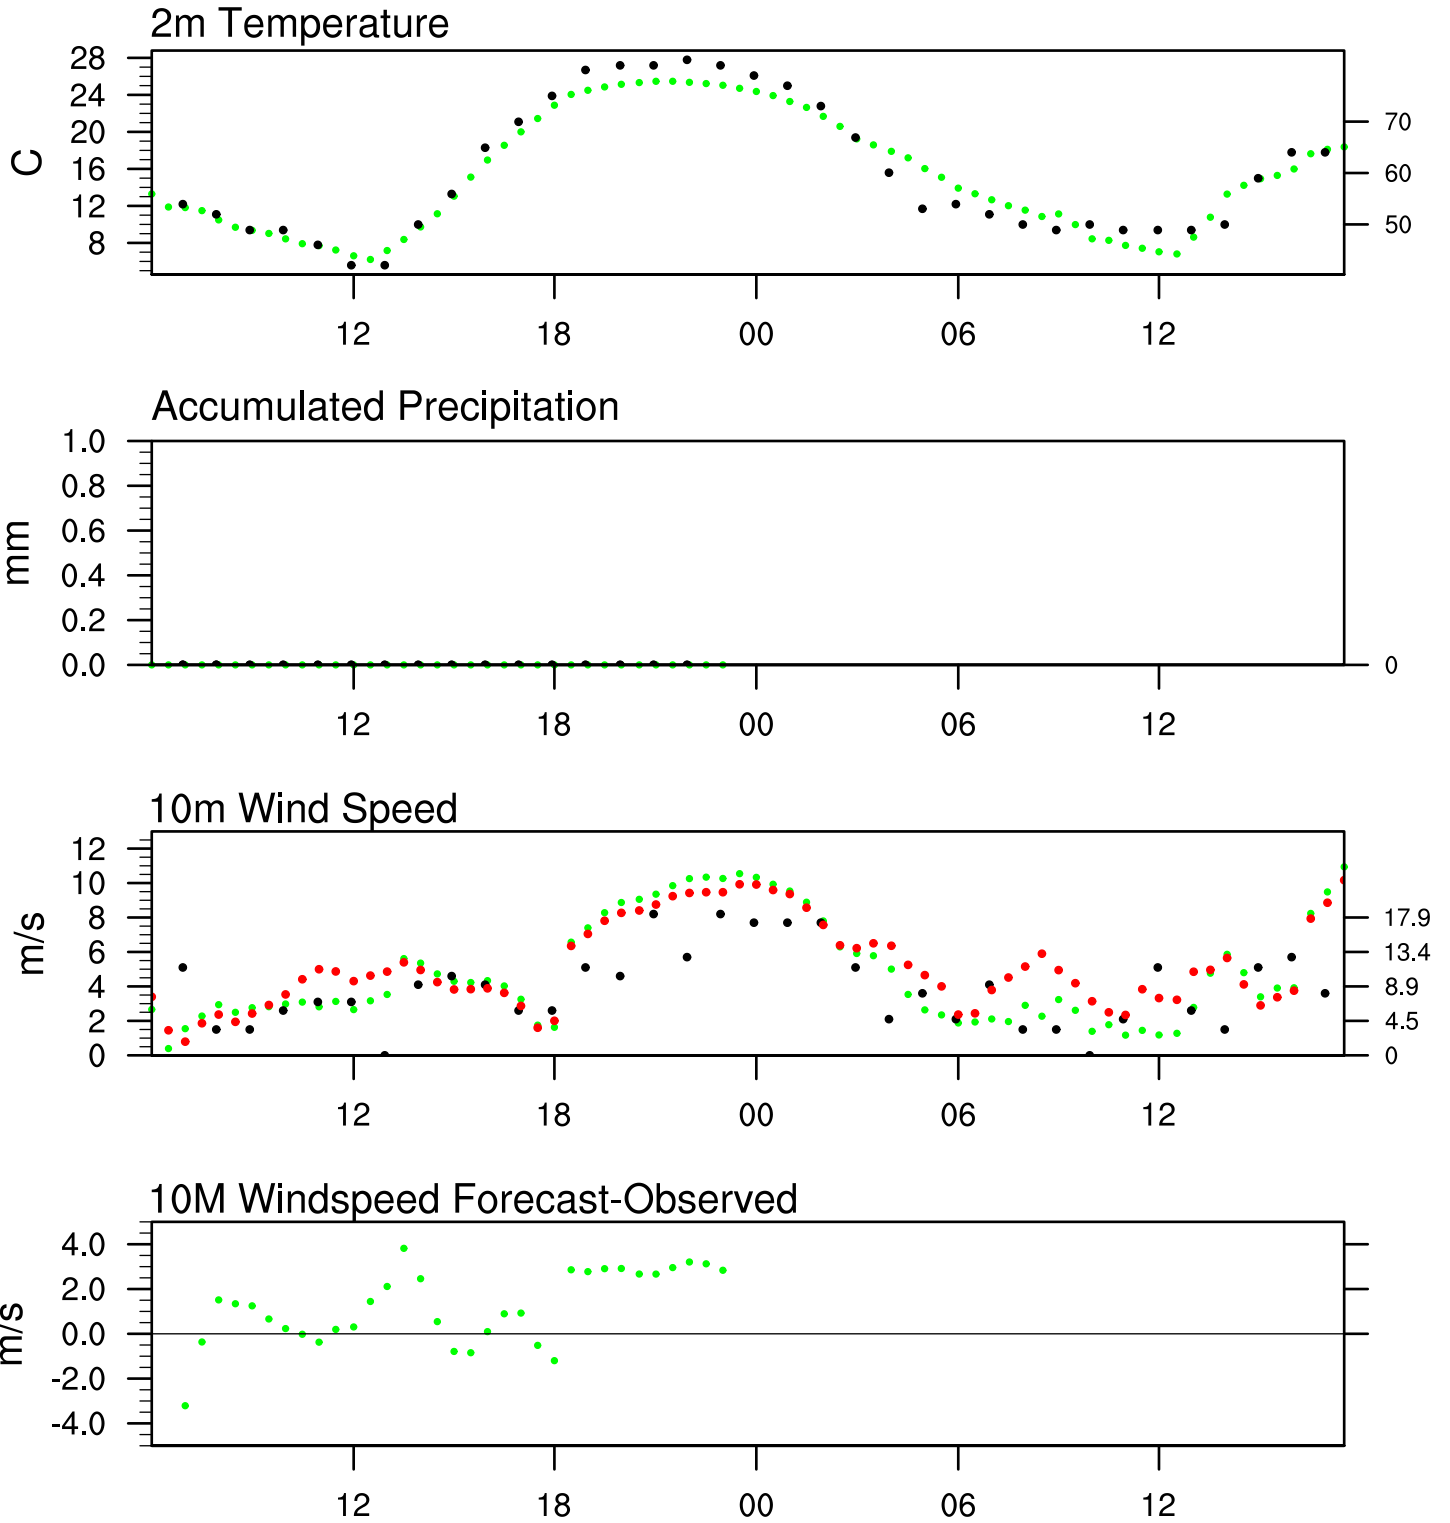 2m Temperature
28
24
20
16
12
8
C
70
60
50
12 18 00 06 12
Accumulated Precipitation
1.0
0.8
0.6
0.4
0.2
0.0
mm
0
12 18 00 06 12
10m Wind Speed
12
10
8
6
4
2
0
m/s
17.9
13.4
8.9
4.5
0
12 18 00 06 12
10M Windspeed Forecast-Observed
4.0
2.0
0.0
-2.0
-4.0
m/s
12 18 00 06 12